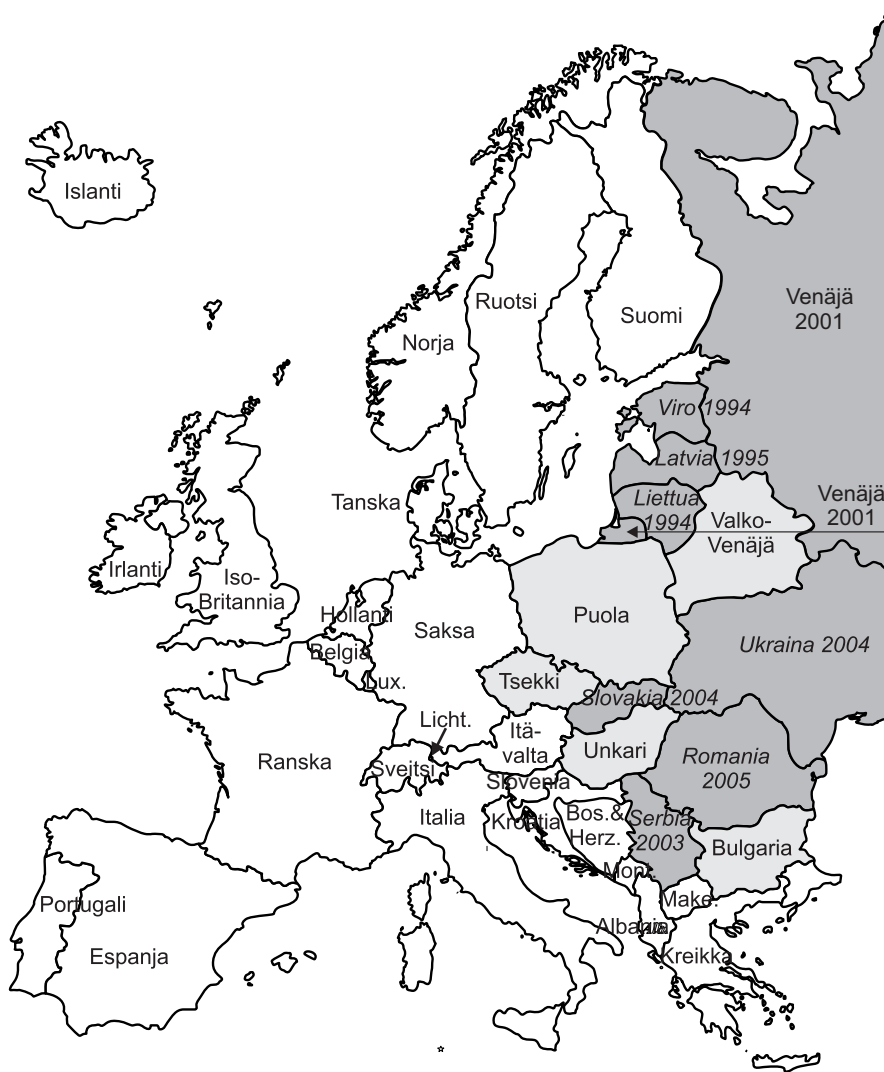 Islanti
Venäjä
2001
Ruotsi
Suomi
Norja
Viro 1994
Latvia 1995
Tanska
Liettua
1994
Venäjä
2001
Valko-
Venäjä
Irlanti
Iso-
Britannia
Hollanti
Saksa
Puola
Belgia
Ukraina 2004
Lux.
Tsekki
Slovakia 2004
Licht.
Itä-
valta
Unkari
Ranska
Sveitsi
Romania
2005
Slovenia
Italia
Kroatia
Bos.&
Herz.
Serbia
2003
Bulgaria
Mont.
Make.
Portugali
Albania
Kreikka
Espanja